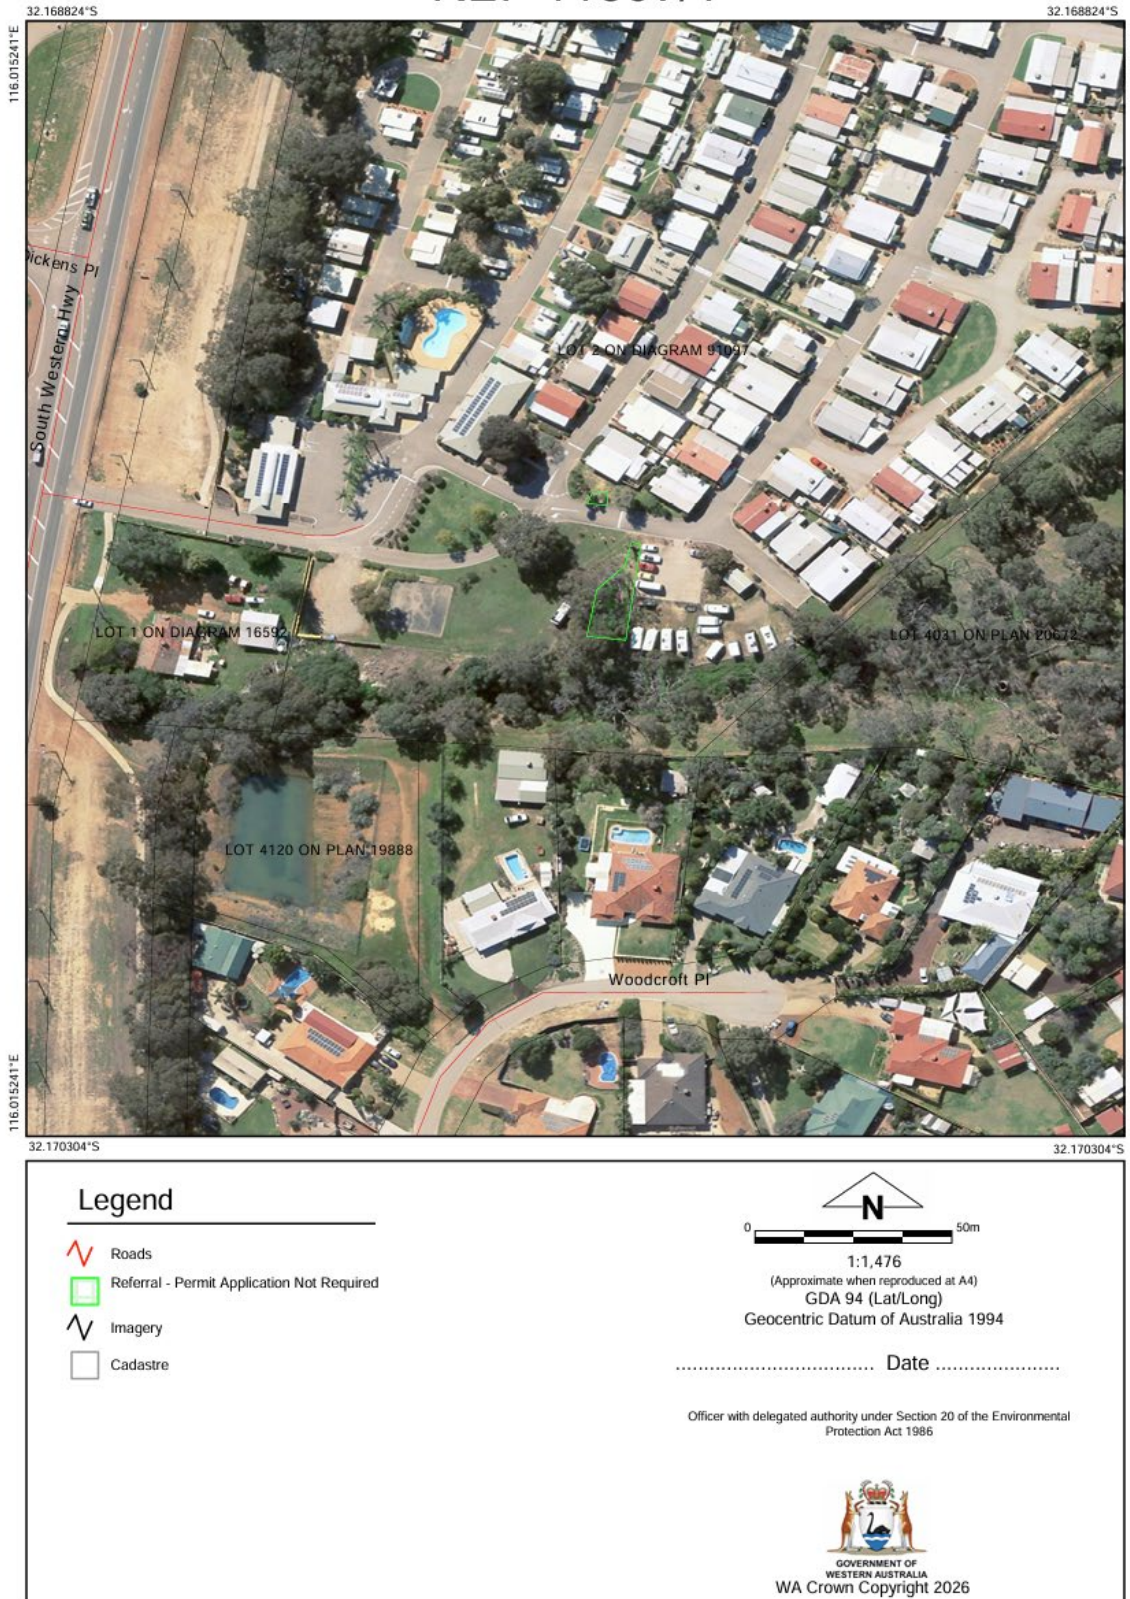 32.168824°S
32.168824°S
116.015241°E
Dickens Pl
South Western Hwy
LOT 2 ON DIAGRAM 91097
LOT 1 ON DIAGRAM 16592
LOT 4031 ON PLAN 20672
LOT 4120 ON PLAN 19888
Woodcroft Pl
116.015241°E
32.170304°S
32.170304°S
Legend
Roads
Referral - Permit Application Not Required
Imagery
Cadastre
N
0
50m
1:1,476
(Approximate when reproduced at A4)
GDA 94 (Lat/Long)
Geocentric Datum of Australia 1994
.................................. Date .....................
Officer with delegated authority under Section 20 of the Environmental
Protection Act 1986
GOVERNMENT OF
WESTERN AUSTRALIA
WA Crown Copyright 2026